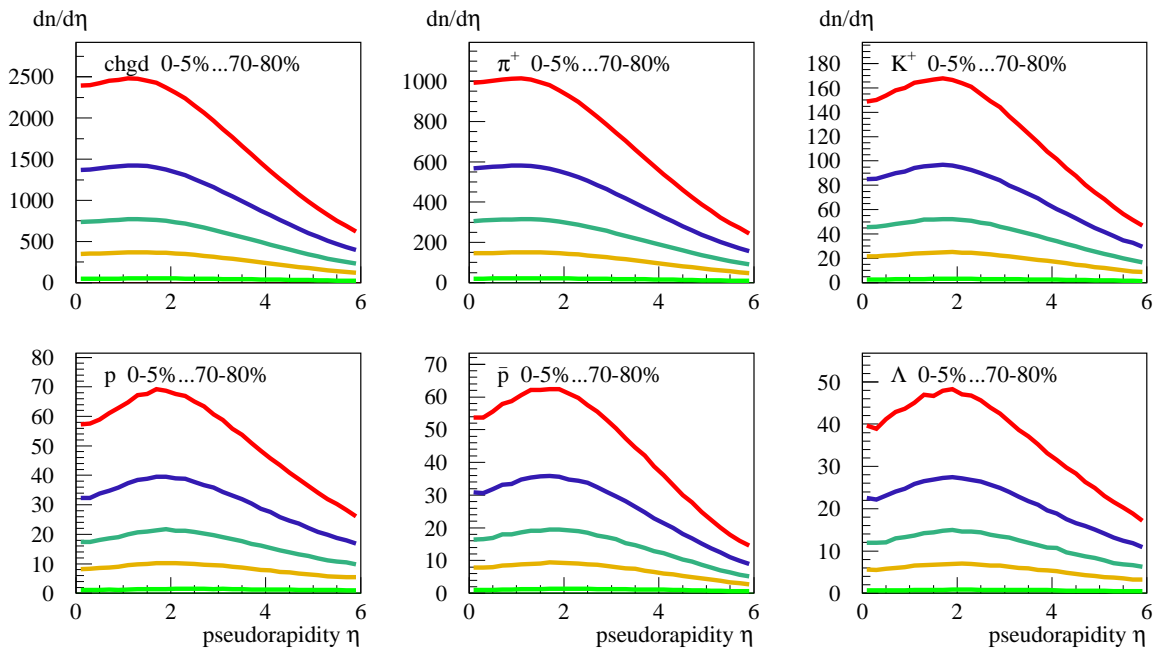 dn/dη
chgd 0-5%...70-80%
2500
2000
1500
1000
500
0
0 2 4 6
dn/dη
π⁺ 0-5%...70-80%
1000
800
600
400
200
0
0 2 4 6
dn/dη
K⁺ 0-5%...70-80%
180
160
140
120
100
80
60
40
20
0
0 2 4 6
p 0-5%...70-80%
80
70
60
50
40
30
20
10
0
0 2 4 6
pseudorapidity η
p̄ 0-5%...70-80%
70
60
50
40
30
20
10
0
0 2 4 6
pseudorapidity η
Λ 0-5%...70-80%
50
40
30
20
10
0
0 2 4 6
pseudorapidity η